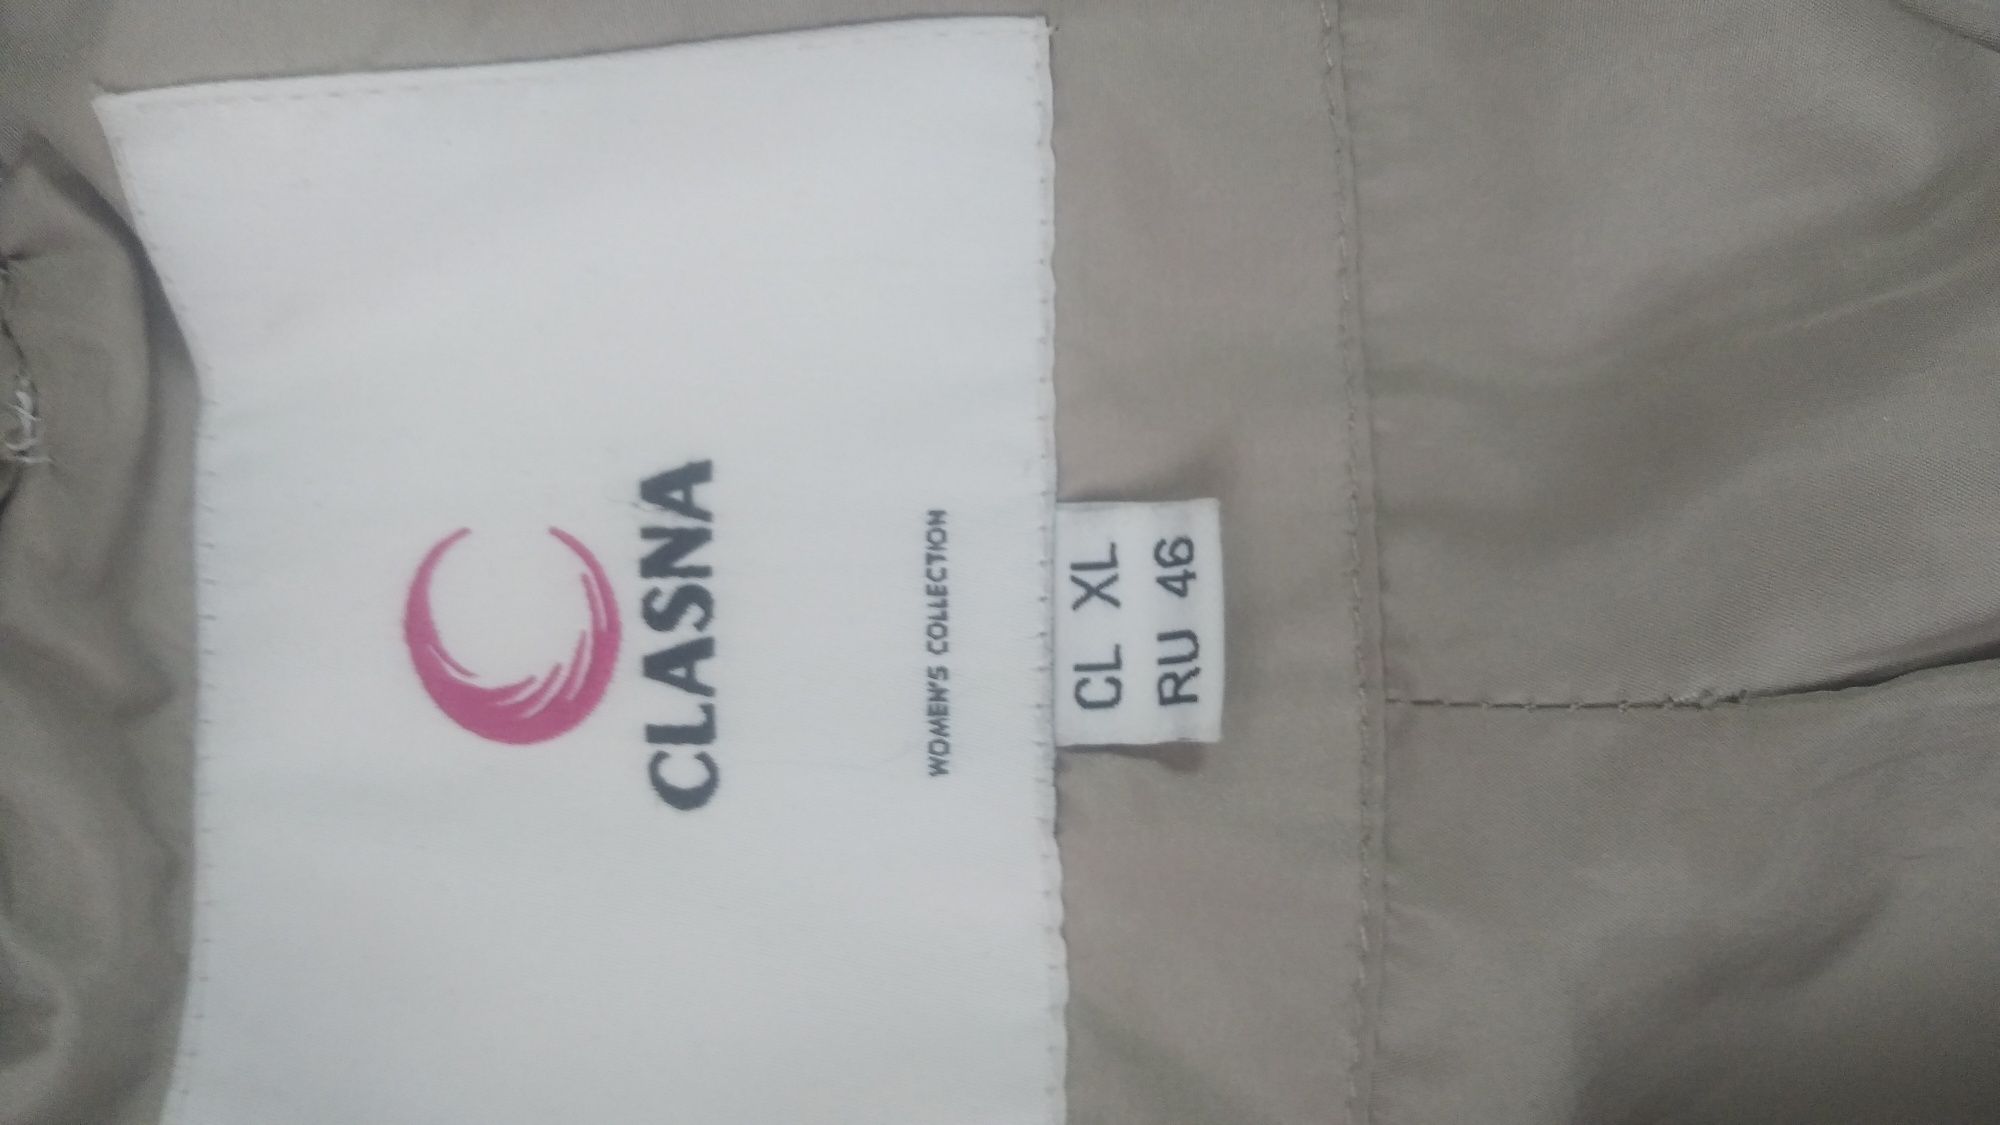 CLASNA
WOMEN'S COLLECTION
CL XL
RU 46